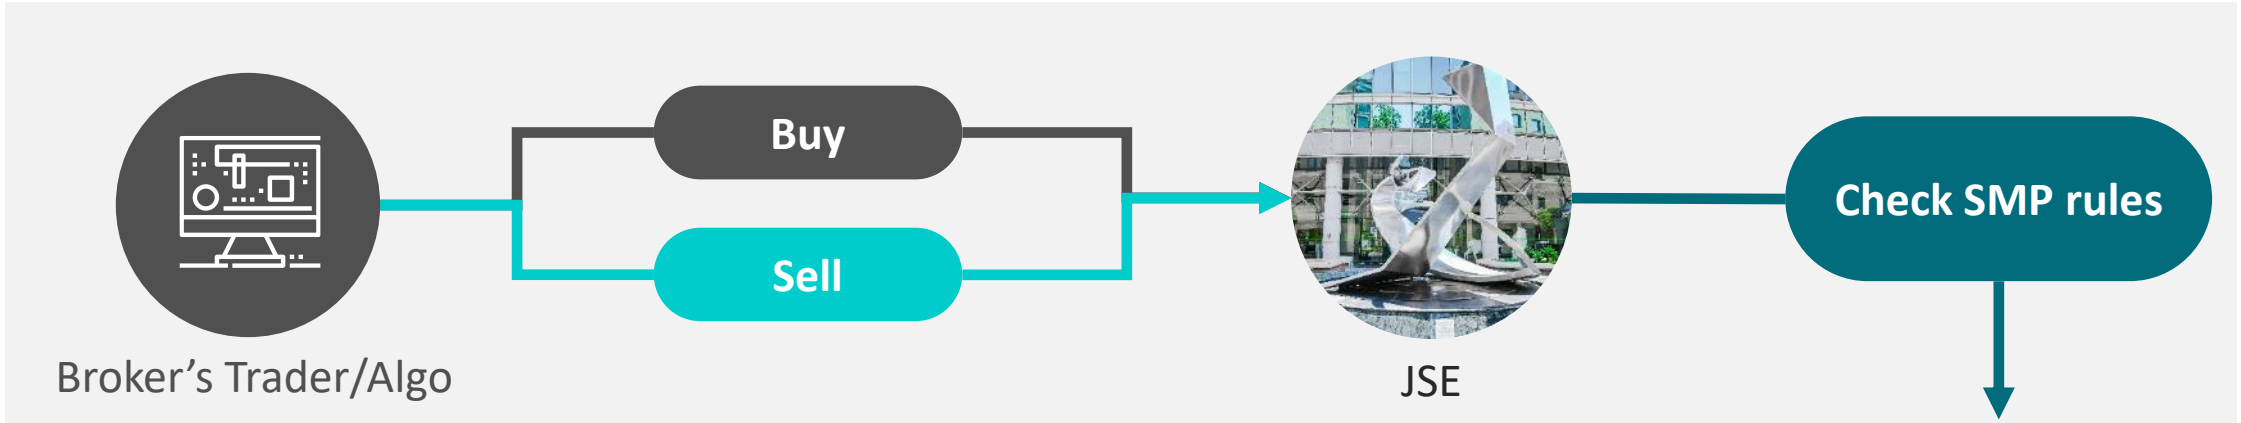 Buy
Sell
Check SMP rules
Broker’s Trader/Algo
JSE